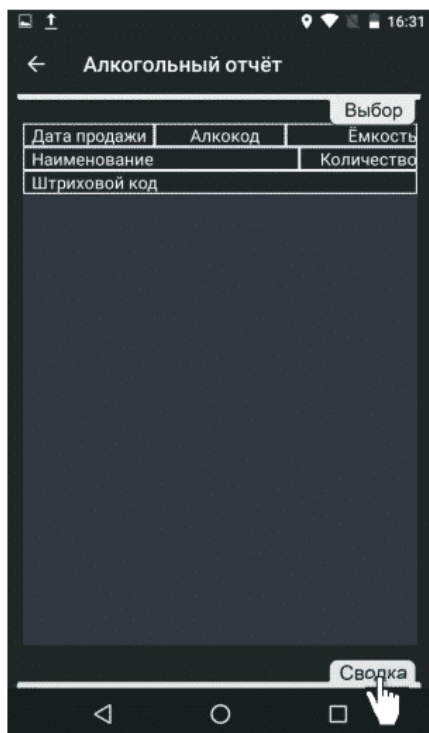 16:31
Алкогольный отчёт
Выбор
Дата продажи Алкокод Ёмкость
Наименование Количество
Штриховой код
Сводка